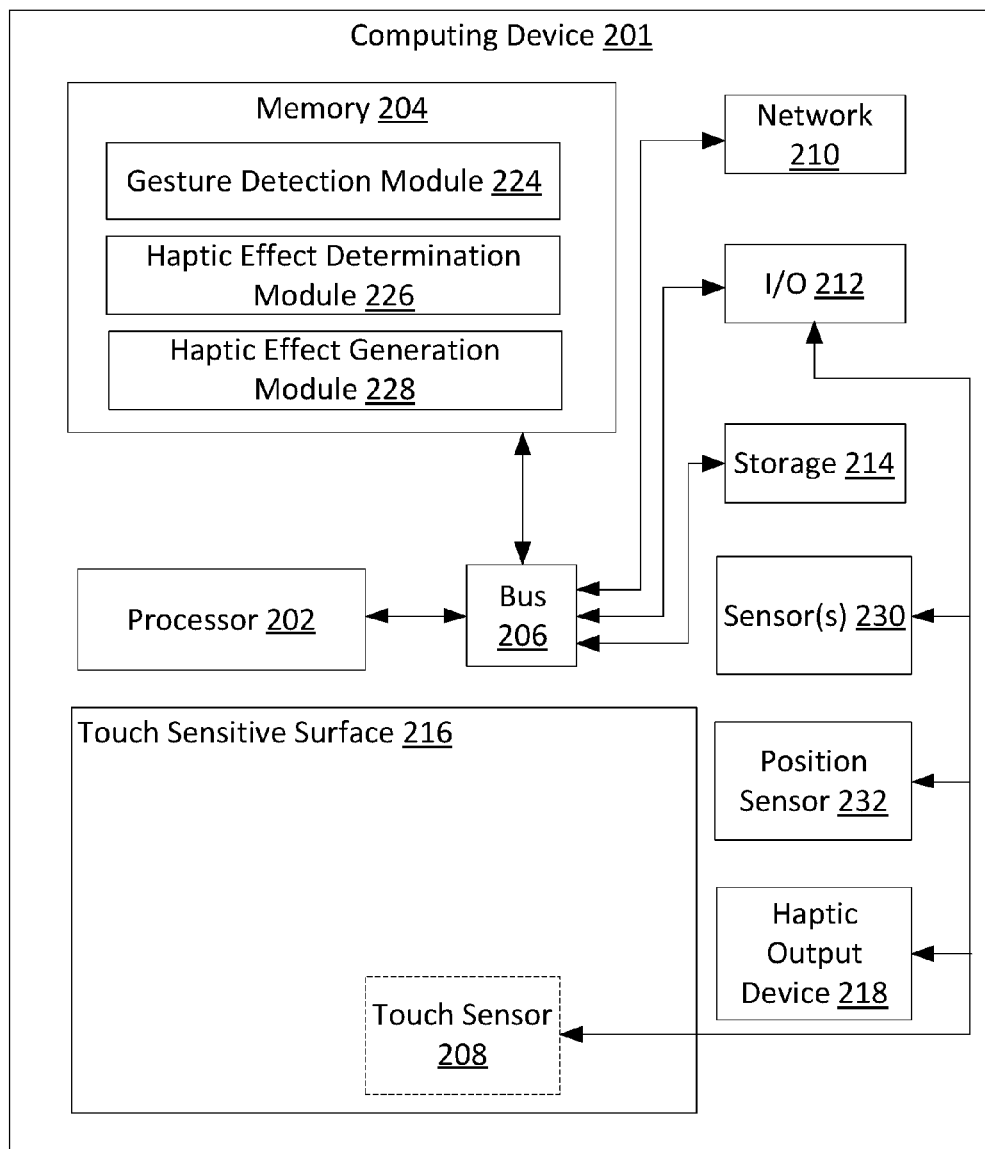 Computing Device 201
Memory 204
Gesture Detection Module 224
Haptic Effect Determination
Module 226
Haptic Effect Generation
Module 228
Network
210
I/O 212
Storage 214
Processor 202
Bus
206
Sensor(s) 230
Touch Sensitive Surface 216
Position
Sensor 232
Haptic
Output
Device 218
Touch Sensor
208